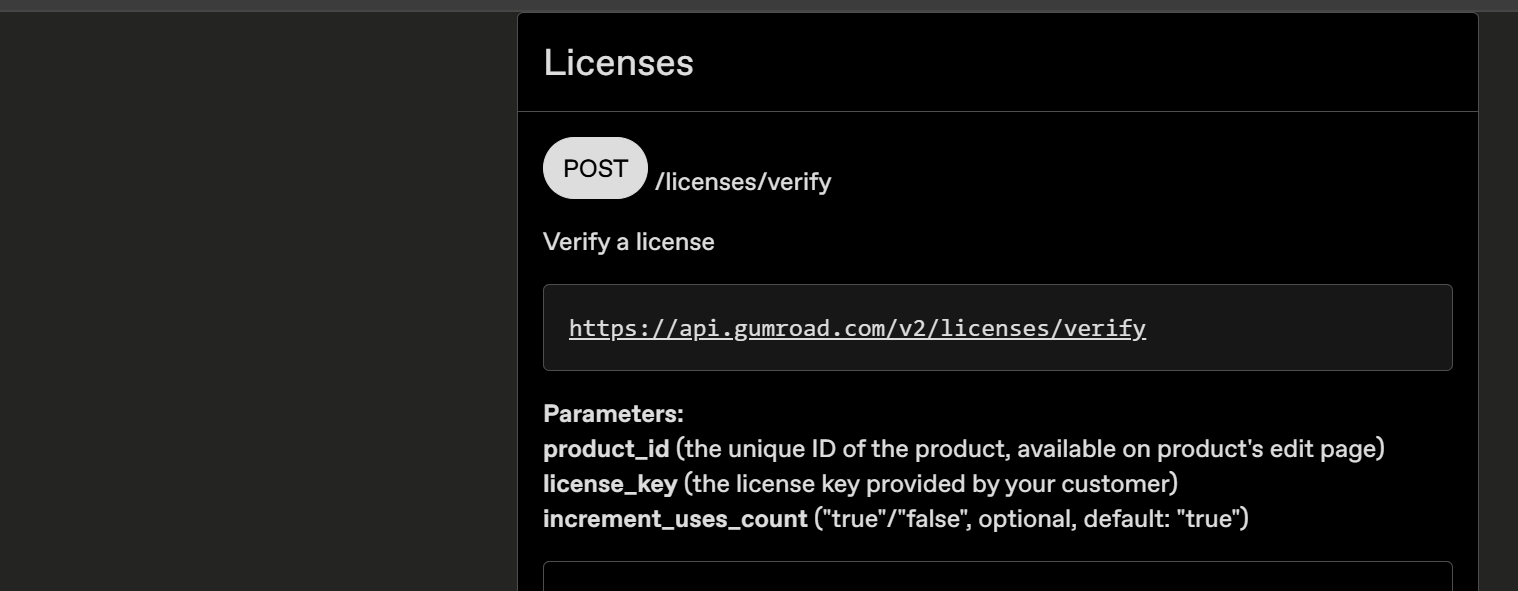 Licenses
POST /licenses/verify
Verify a license
https://api.gumroad.com/v2/licenses/verify
Parameters:
product_id (the unique ID of the product, available on product's edit page)
license_key (the license key provided by your customer)
increment_uses_count ("true"/"false", optional, default: "true")